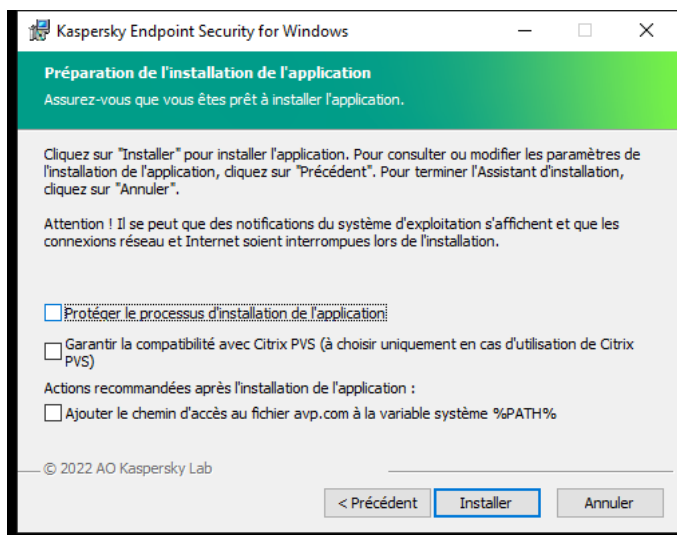 Kaspersky Endpoint Security for Windows
Préparation de l'installation de l'application
Assurez-vous que vous êtes prêt à installer l'application.
Cliquez sur "Installer" pour installer l'application. Pour consulter ou modifier les paramètres de
l'installation de l'application, cliquez sur "Précédent". Pour terminer l'Assistant d'installation,
cliquez sur "Annuler".
Attention ! Il se peut que des notifications du système d'exploitation s'affichent et que les
connexions réseau et Internet soient interrompues lors de l'installation.
Protéger le processus d'installation de l'application
Garantir la compatibilité avec Citrix PVS (à choisir uniquement en cas d'utilisation de Citrix
PVS)
Actions recommandées après l'installation de l'application :
Ajouter le chemin d'accès au fichier avp.com à la variable système %PATH%
© 2022 AO Kaspersky Lab
< Précédent Installer Annuler